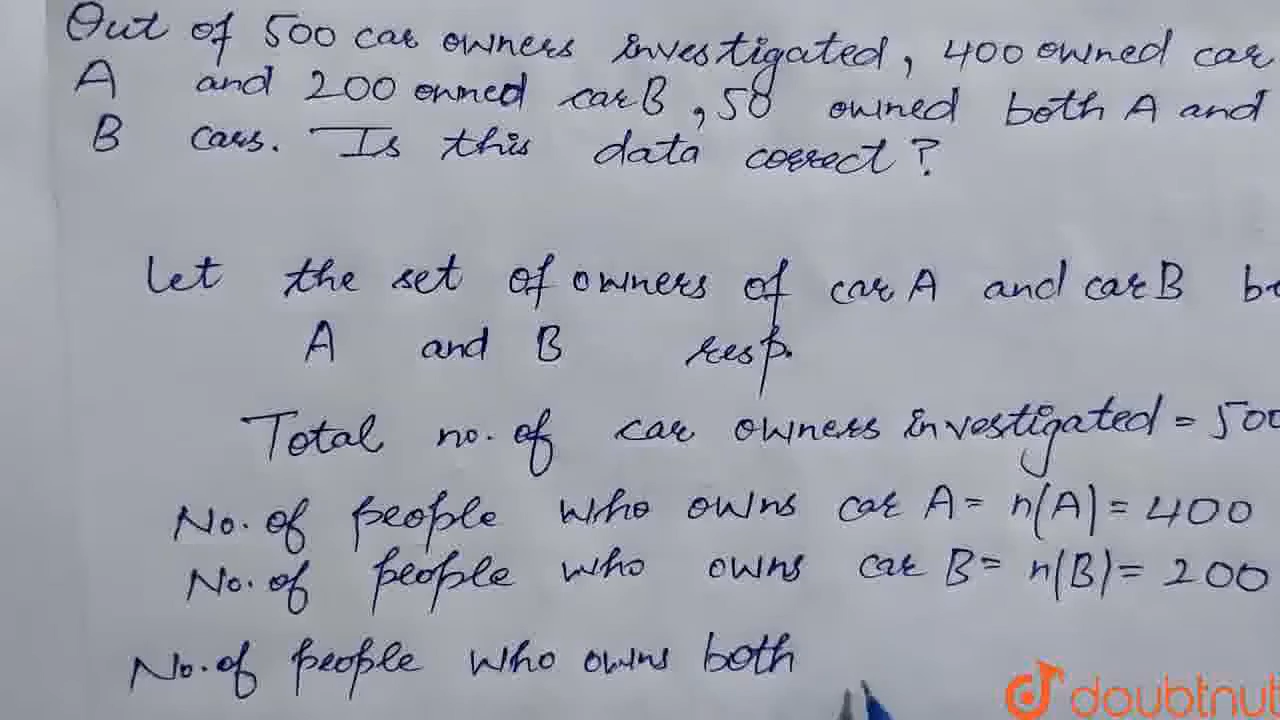 Out of 500 car owners investigated, 400 owned car
A and 200 owned car B, 50 owned both A and
B cars. Is this data correct?
Let the set of owners of car A and car B be
A and B resp.
Total no. of car owners investigated = 500
No. of people who owns car A = n(A) = 400
No. of people who owns car B = n(B) = 200
No. of people who owns both
doubtnut